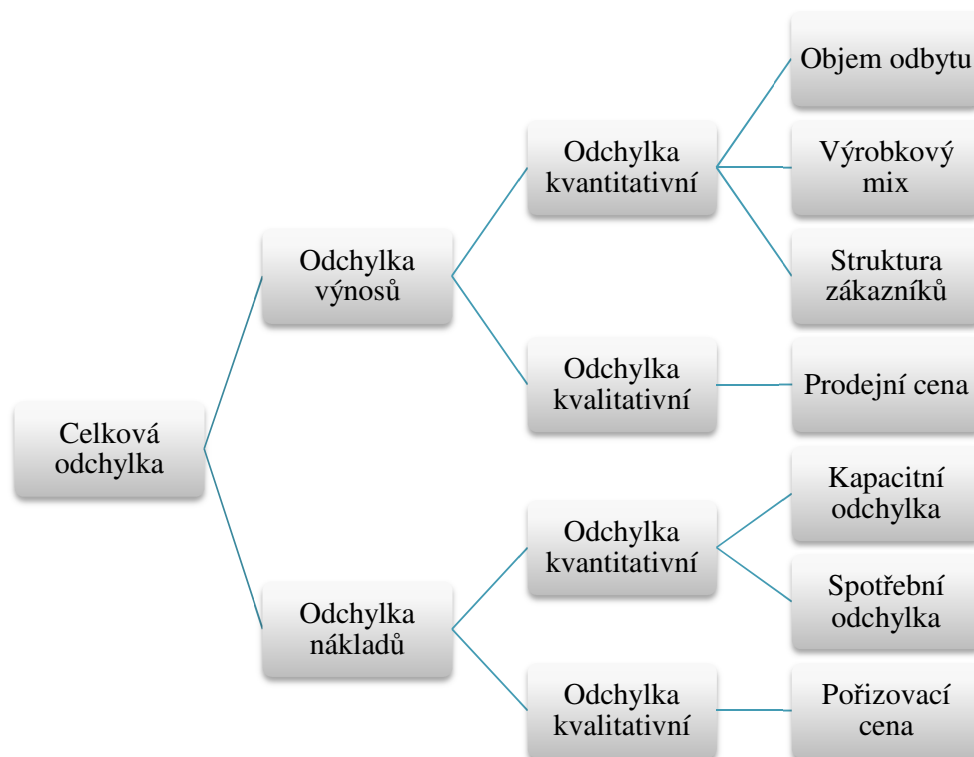 Celková
odchylka
Odchylka
výnosů
Odchylka
kvantitativní
Objem odbytu
Výrobkový
mix
Struktura
zákazníků
Odchylka
kvalitativní
Prodejní cena
Odchylka
nákladů
Odchylka
kvantitativní
Kapacitní
odchylka
Spotřební
odchylka
Odchylka
kvalitativní
Pořizovací
cena